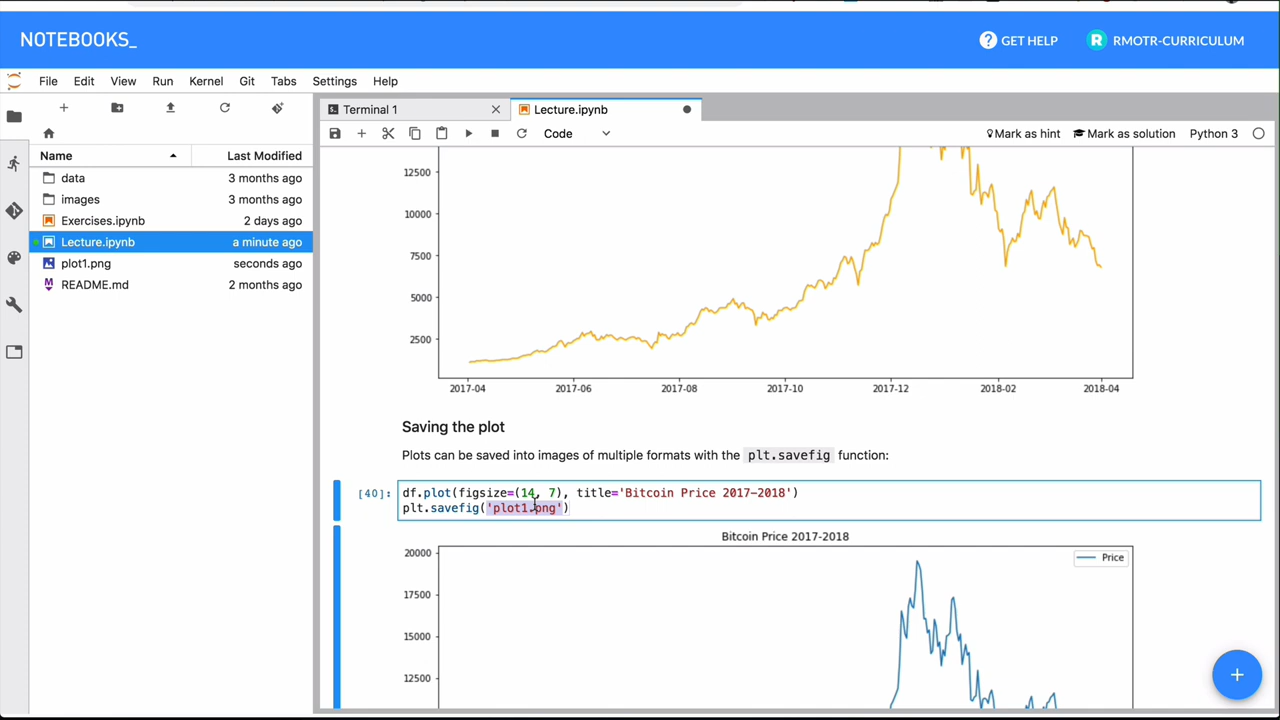 NOTEBOOKS_
GET HELP
R RMOTR-CURRICULUM
File Edit View Run Kernel Git Tabs Settings Help
Terminal 1
Lecture.ipynb
Code
Mark as hint
Mark as solution
Python 3
Name Last Modified
data 3 months ago
images 3 months ago
Exercises.ipynb 2 days ago
Lecture.ipynb a minute ago
plot1.png seconds ago
README.md 2 months ago
12500
10000
7500
5000
2500
2017-04 2017-06 2017-08 2017-10 2017-12 2018-02 2018-04
Saving the plot
Plots can be saved into images of multiple formats with the plt.savefig function:
[40]: df.plot(figsize=(14, 7), title='Bitcoin Price 2017-2018')
plt.savefig('plot1.png')
Bitcoin Price 2017-2018
20000
17500
15000
12500
Price